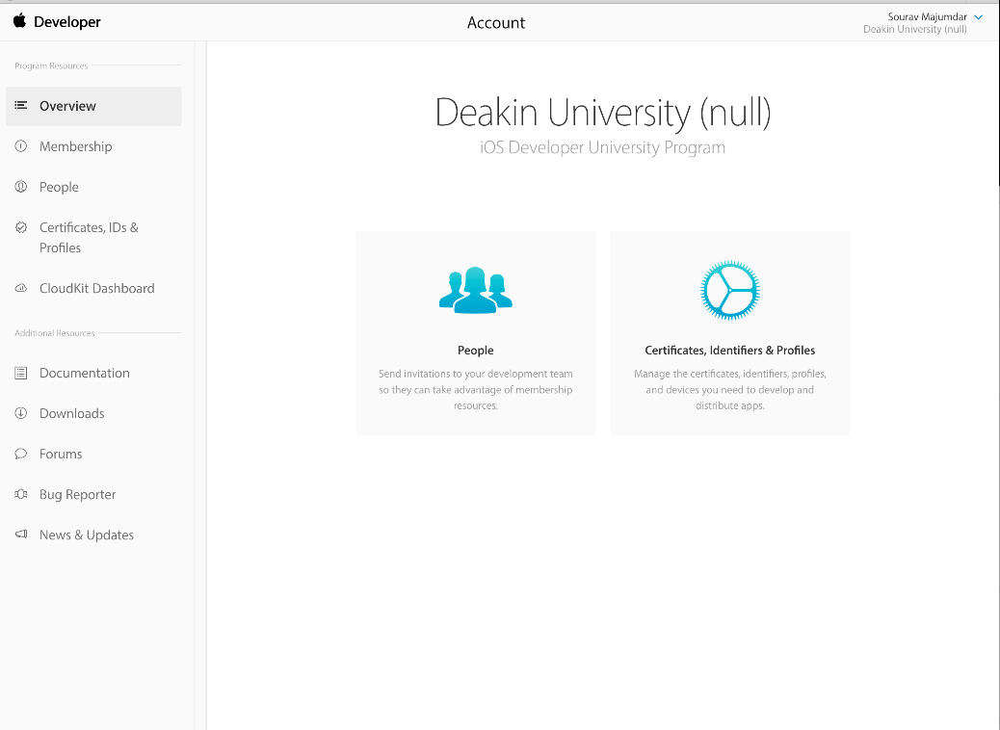 Developer
Account
Sourav Majumdar
Deakin University (null)
Program Resources
Overview
Membership
People
Certificates, IDs &
Profiles
CloudKit Dashboard
Additional Resources
Documentation
Downloads
Forums
Bug Reporter
News & Updates
Deakin University (null)
iOS Developer University Program
People
Send invitations to your development team
so they can take advantage of membership
resources.
Certificates, Identifiers & Profiles
Manage the certificates, identifiers, profiles,
and devices you need to develop and
distribute apps.